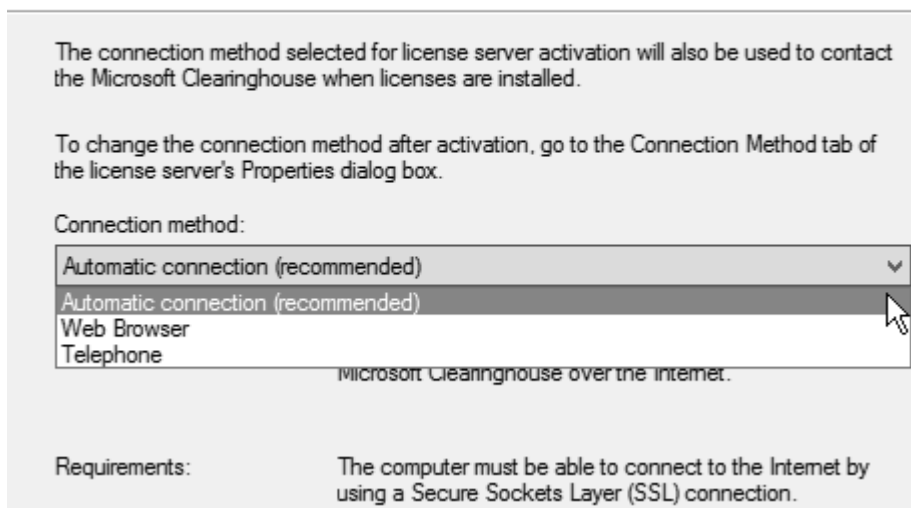 The connection method selected for license server activation will also be used to contact
the Microsoft Clearinghouse when licenses are installed.
To change the connection method after activation, go to the Connection Method tab of
the license server's Properties dialog box.
Connection method:
Automatic connection (recommended)
Automatic connection (recommended)
Web Browser
Telephone
Microsoft Clearinghouse over the Internet.
Requirements:
The computer must be able to connect to the Internet by
using a Secure Sockets Layer (SSL) connection.